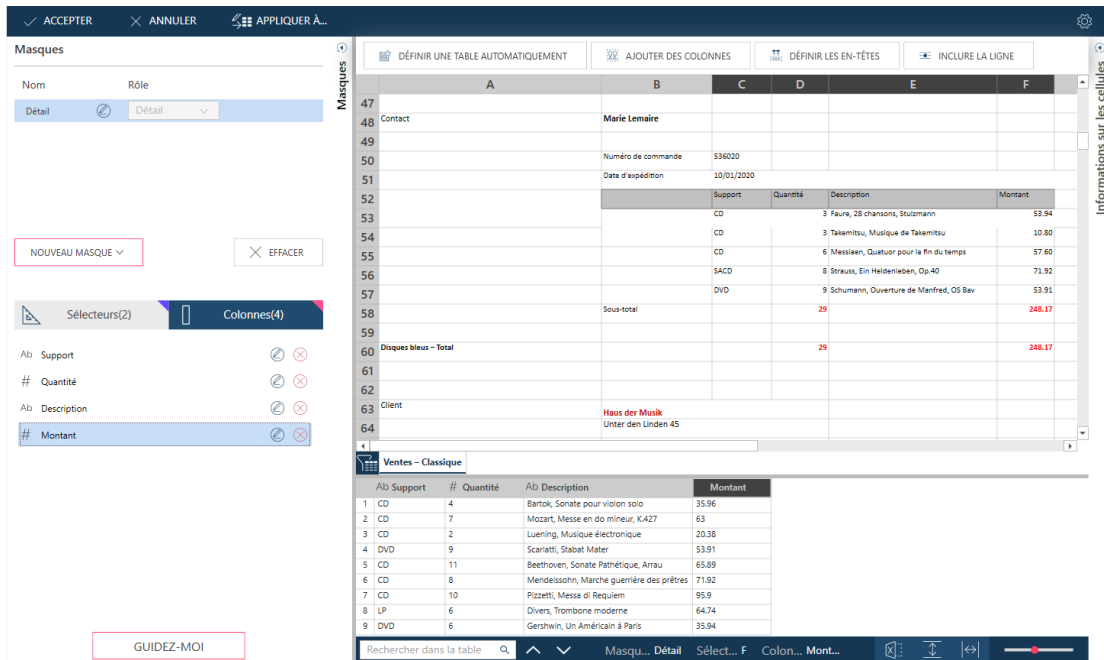 ACCEPTER ANNULER APPLIQUER À...
Masques
Nom Rôle
Détail Détail
NOUVEAU MASQUE EFFACER
Sélecteurs(2) Colonnes(4)
Ab Support
# Quantité
Ab Description
# Montant
GUIDEZ-MOI
Masques
DÉFINIR UNE TABLE AUTOMATIQUEMENT AJOUTER DES COLONNES DÉFINIR LES EN-TÊTES INCLURE LA LIGNE
A B C D E F
47
48 Contact Marie Lemaire
49
50 Numéro de commande 536020
51 Date d'expédition 10/01/2020
52 Support Quantité Description Montant
53 CD 3 Faure, 28 chansons, Stulzmann 53.94
54 CD 3 Takemitsu, Musique de Takemitsu 10.80
55 CD 6 Messiaen, Quatuor pour la fin du temps 57.60
56 SACD 8 Strauss, Ein Heldenleben, Op.40 71.92
57 DVD 9 Schumann, Ouverture de Manfred, OS Bav 53.91
58 Sous-total 29 248.17
59
60 Disques bleus – Total 29 248.17
61
62
63 Client Haus der Musik
64 Unter den Linden 45
Informations sur les cellules
Ventes – Classique
Ab Support # Quantité Ab Description Montant
1 CD 4 Bartok, Sonate pour violon solo 35.96
2 CD 7 Mozart, Messe en do mineur, K.427 63
3 CD 2 Luening, Musique électronique 20.38
4 DVD 9 Scarlatti, Stabat Mater 53.91
5 CD 11 Beethoven, Sonate Pathétique, Arrau 65.89
6 CD 8 Mendelssohn, Marche guerrière des prêtres 71.92
7 CD 10 Pizzetti, Messa di Requiem 95.9
8 LP 6 Divers, Trombone moderne 64.74
9 DVD 6 Gershwin, Un Américain à Paris 35.94
Rechercher dans la table Masqu... Détail Sélect... F Colon... Mont...